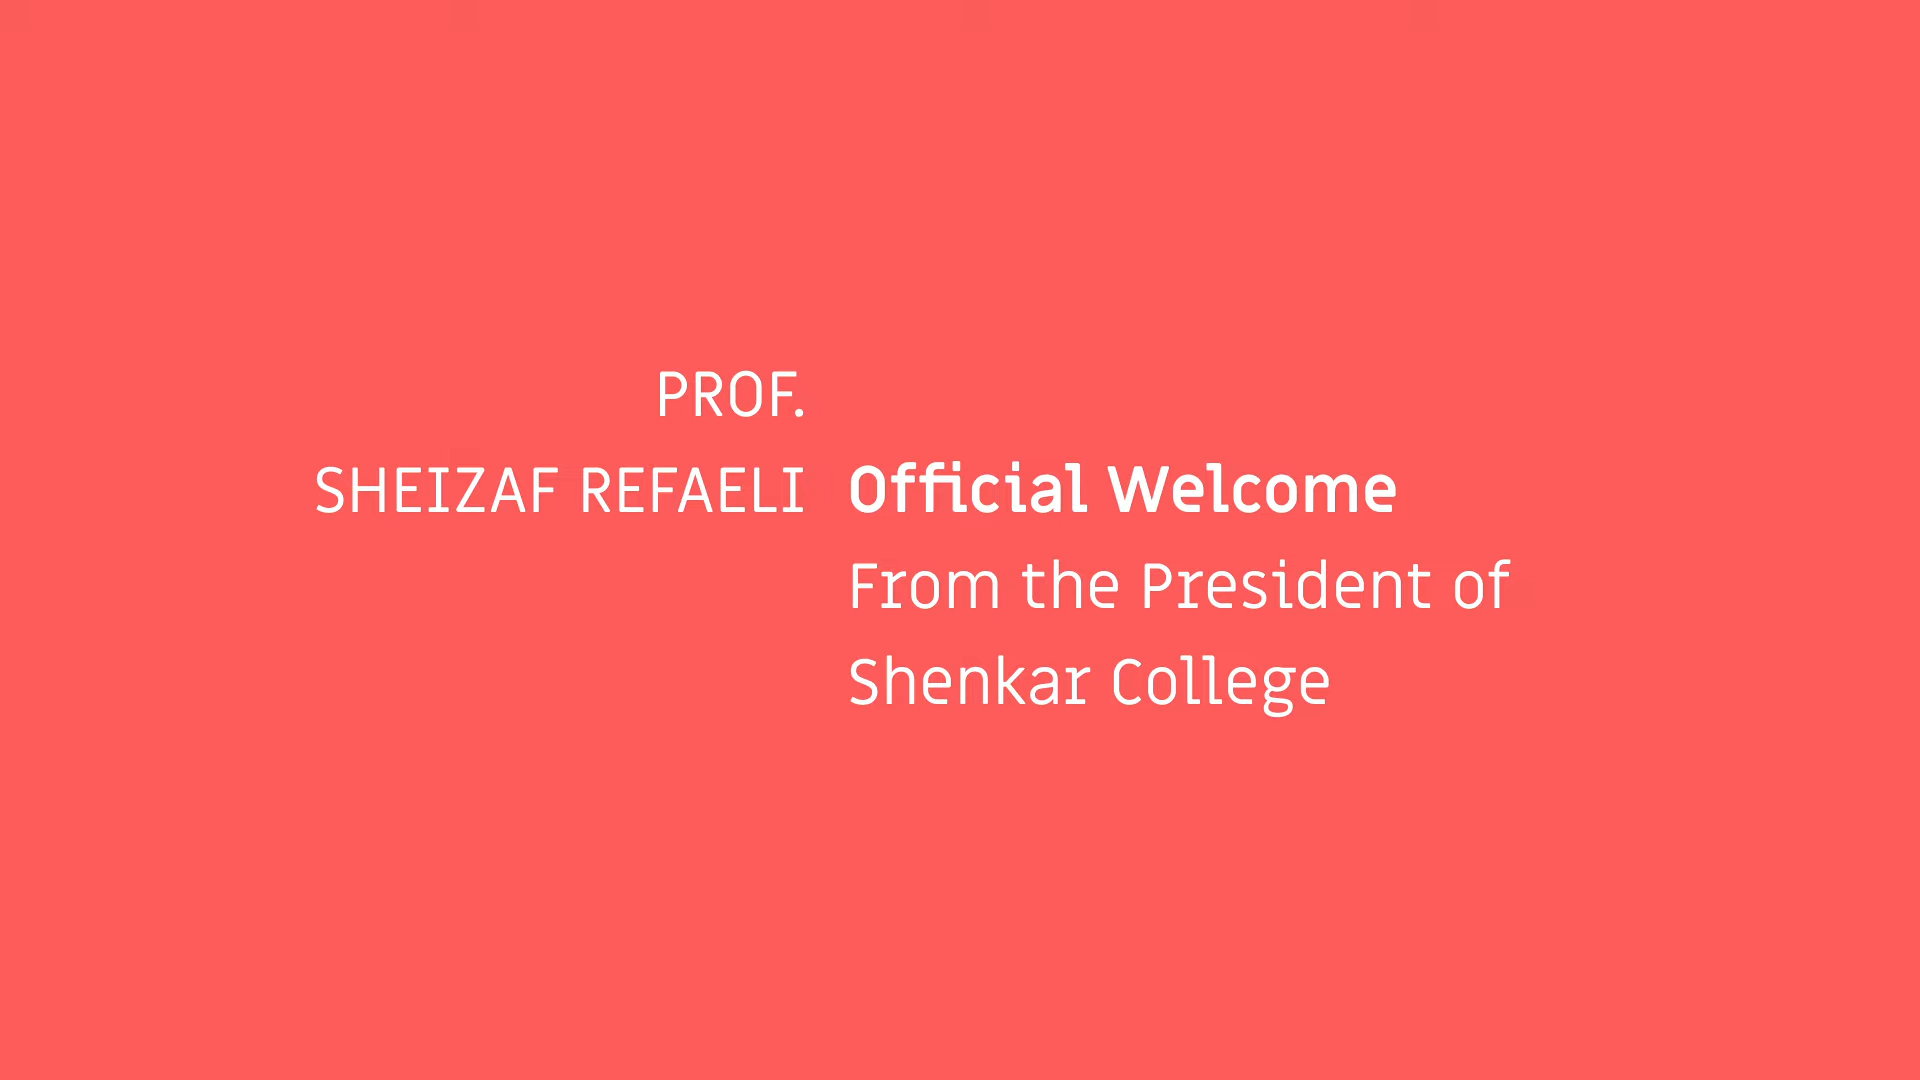 PROF.
SHEIZAF REFAELI
Official Welcome
From the President of
Shenkar College